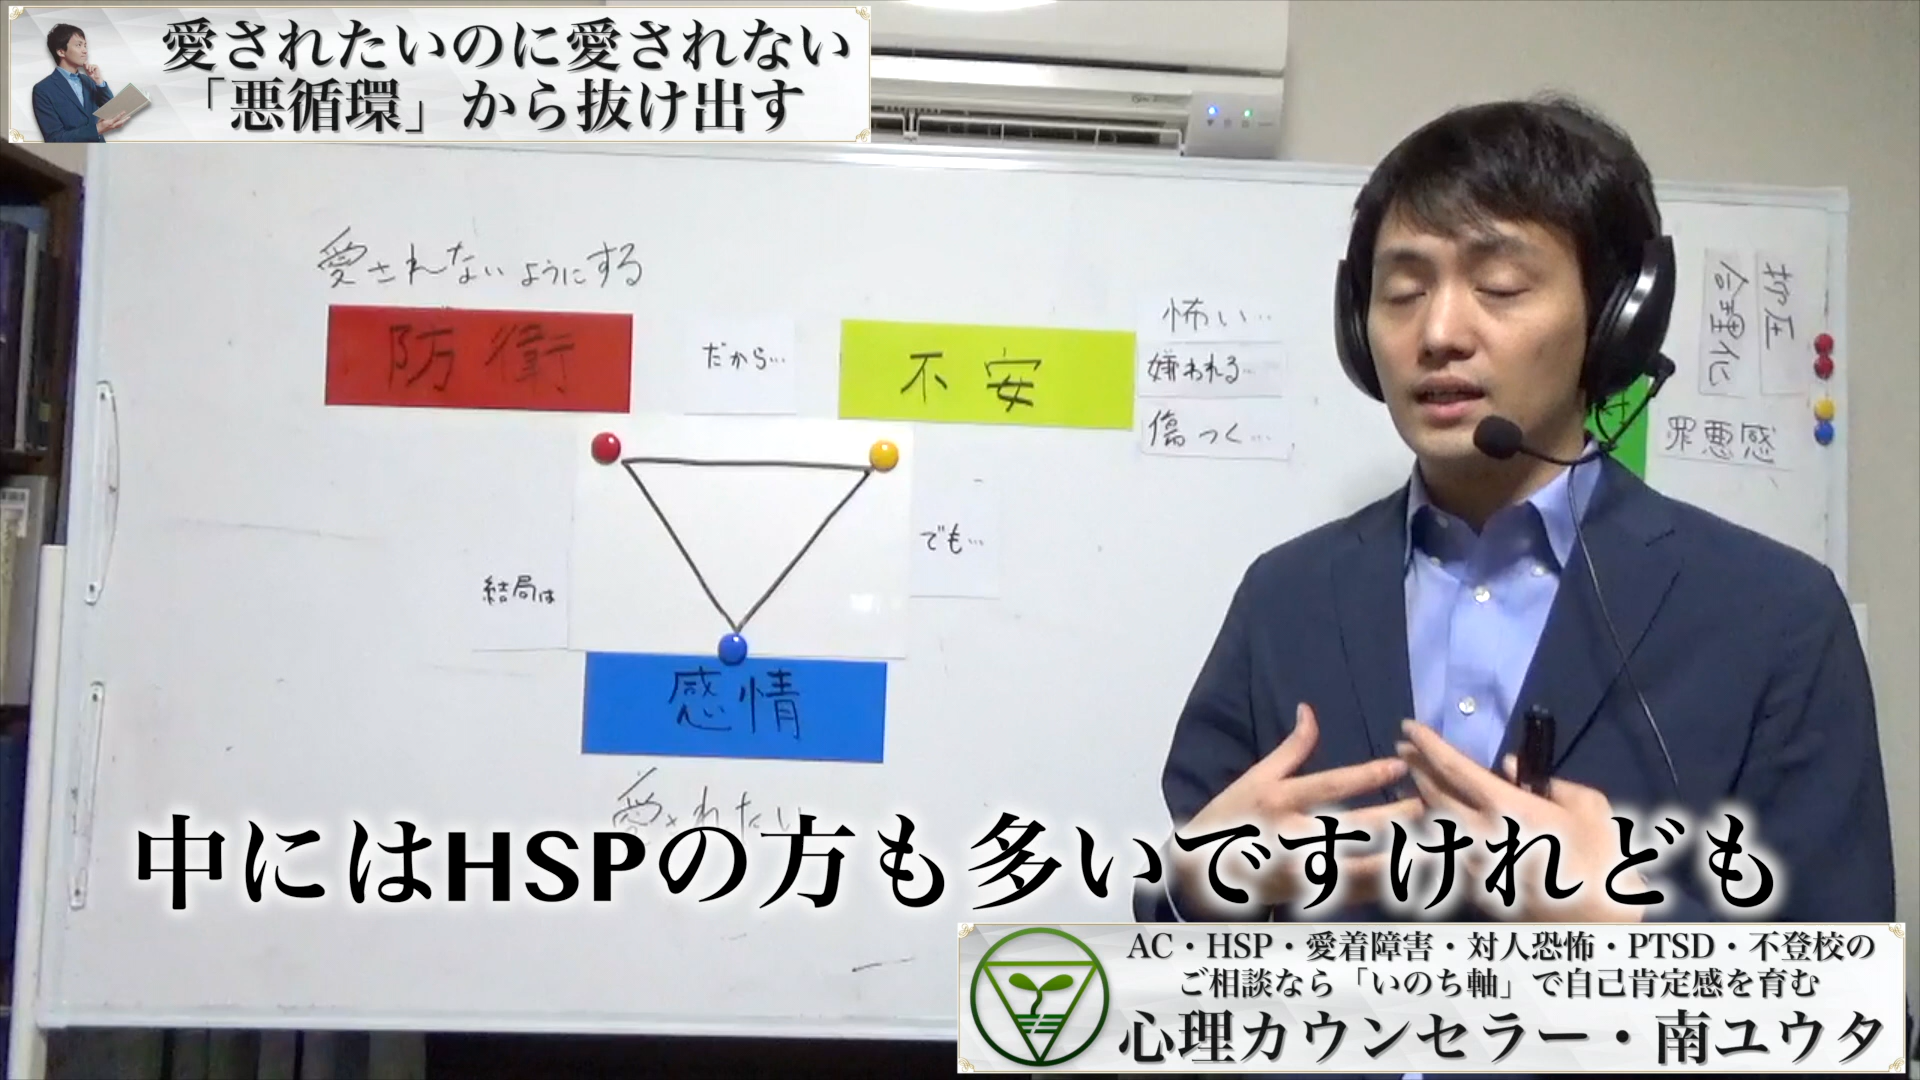 愛されたいのに愛されない
「悪循環」から抜け出す
愛されないようにする
防衛
だから…
不安
怖い…
嫌われる…
傷つく…
抑圧
合理化
罪悪感
でも…
結局は
感情
愛されたい
中にはHSPの方も多いですけれども
AC・HSP・愛着障害・対人恐怖・PTSD・不登校の
ご相談なら「いのち軸」で自己肯定感を育む
心理カウンセラー・南ユウタ